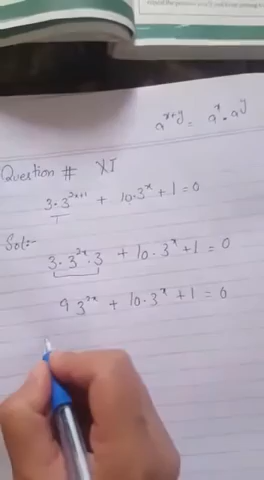 a^{x+y} = a^x · a^y
Question # XI
3·3^{2x+1} + 10·3^x + 1 = 0
Sol:-
3·3^{2x}·3 + 10·3^x + 1 = 0
9 3^{2x} + 10·3^x + 1 = 0